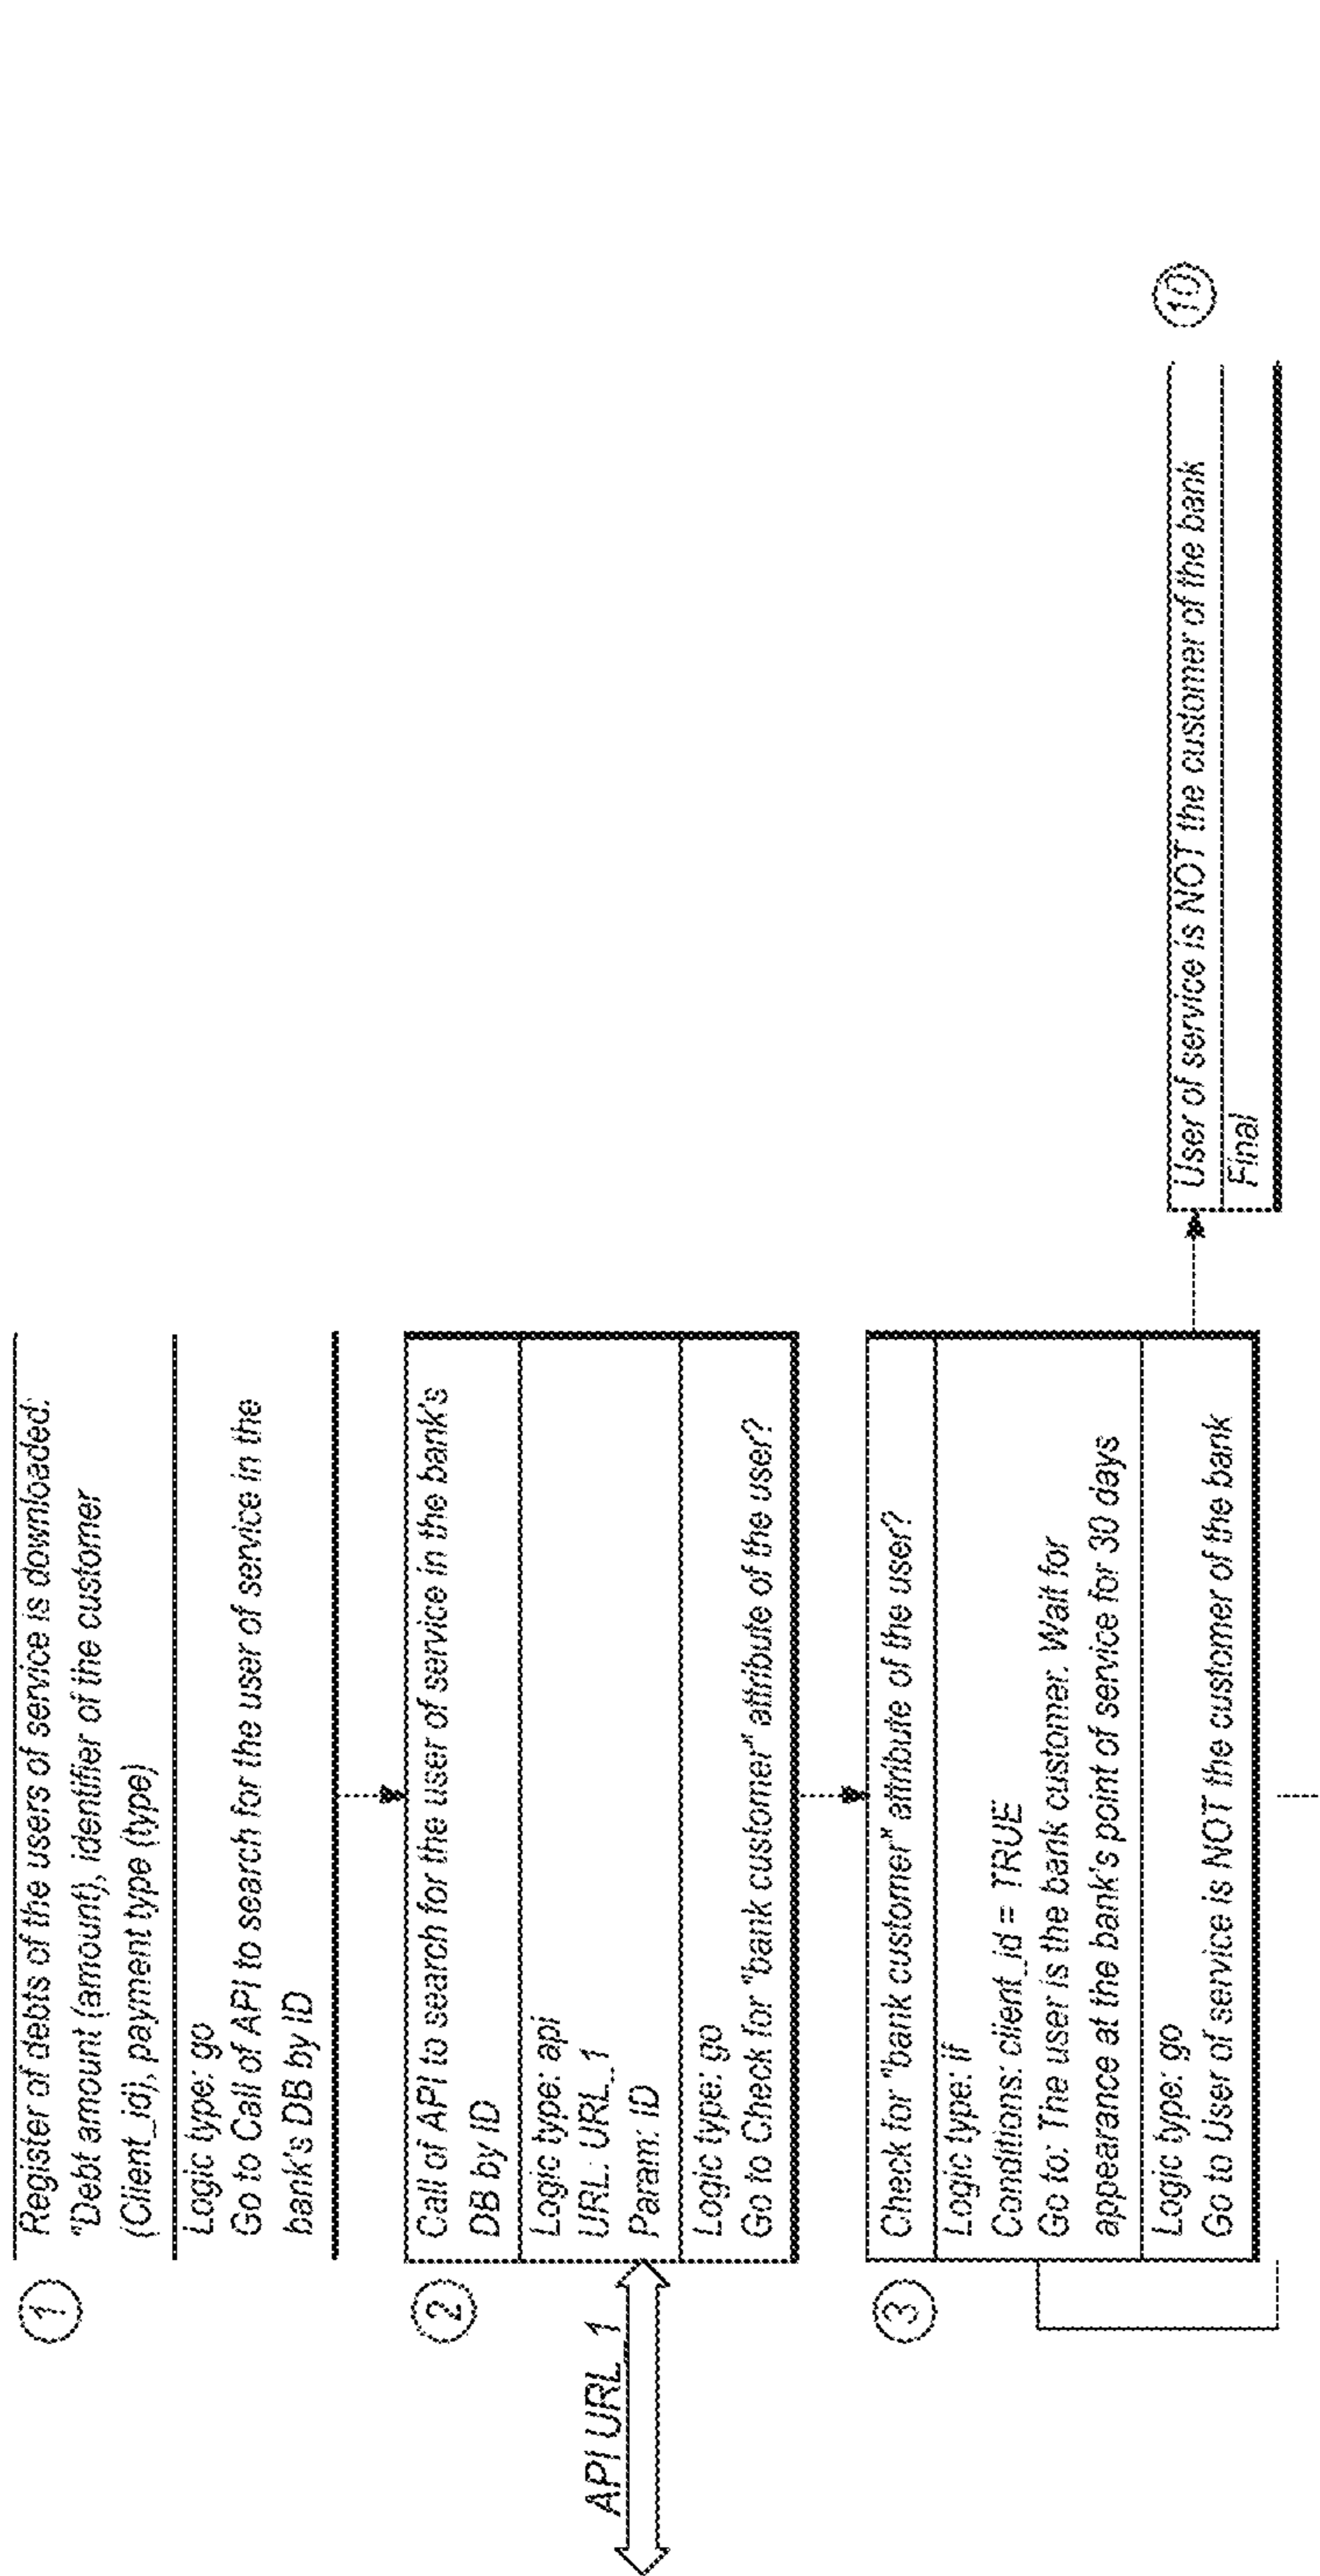 1
Register of debts of the users of service is downloaded:
"Debt amount (amount), identifier of the customer
(Client_id), payment type (type)
Logic type: go
Go to Call of API to search for the user of service in the
bank's DB by ID
2
Call of API to search for the user of service in the bank's
DB by ID
API URL_1
Logic type: api
URL: URL_1
Param: ID
Logic type: go
Go to Check for "bank customer" attribute of the user?
3
Check for "bank customer" attribute of the user?
Logic type: if
Conditions: client_id = TRUE
Go to: The user is the bank customer. Wait for
appearance at the bank's point of service for 30 days
Logic type: go
Go to User of service is NOT the customer of the bank
10
User of service is NOT the customer of the bank
Final